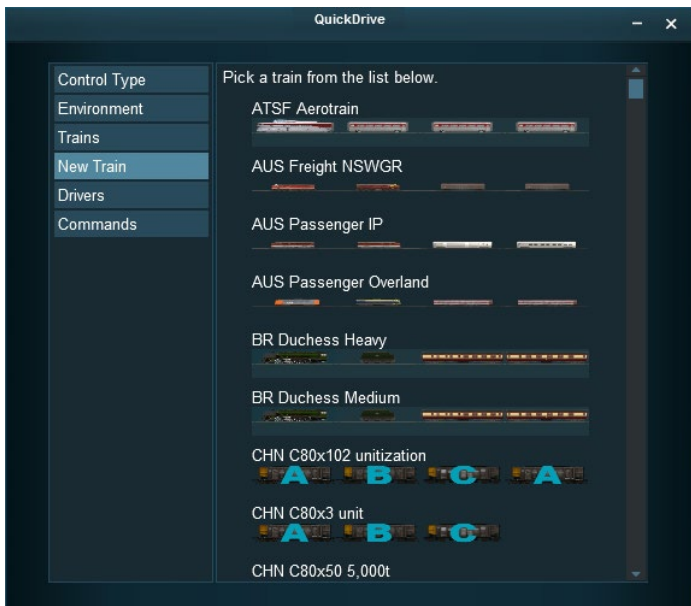 QuickDrive
Control Type
Environment
Trains
New Train
Drivers
Commands
Pick a train from the list below.
ATSF Aerotrain
AUS Freight NSWGR
AUS Passenger IP
AUS Passenger Overland
BR Duchess Heavy
BR Duchess Medium
CHN C80x102 unitization
A B C A
CHN C80x3 unit
A B C
CHN C80x50 5,000t